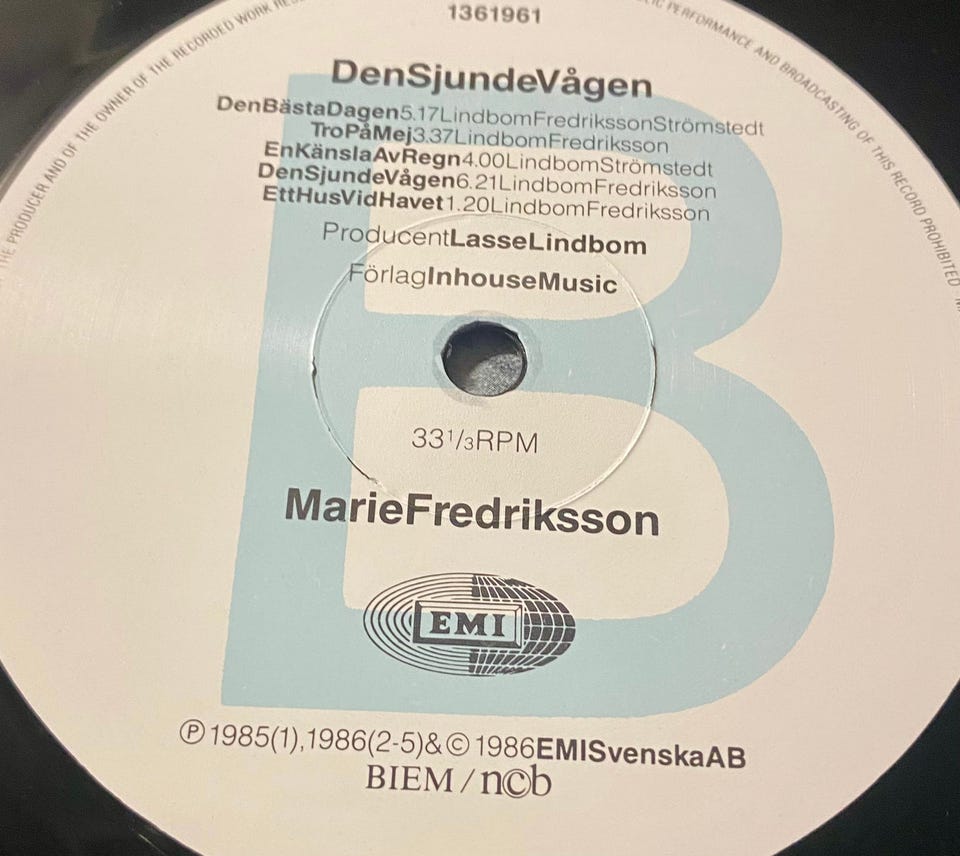 THE PRODUCER AND OF THE OWNER OF THE RECORDED WORK
PERFORMANCE AND BROADCASTING OF THIS RECORD PROHIBITED
1361961
DenSjundeVågen
DenBästaDagen5.17LindbomFredrikssonStrömstedt
TroPåMej3.37LindbomFredriksson
EnKänslaAvRegn4.00LindbomStrömstedt
DenSjundeVågen6.21LindbomFredriksson
EttHusVidHavet1.20LindbomFredriksson
ProducentLasseLindbom
FörlagInhouseMusic
B
33 1/3RPM
MarieFredriksson
EMI
℗1985(1),1986(2-5)&©1986EMISvenskaAB
BIEM/n©b